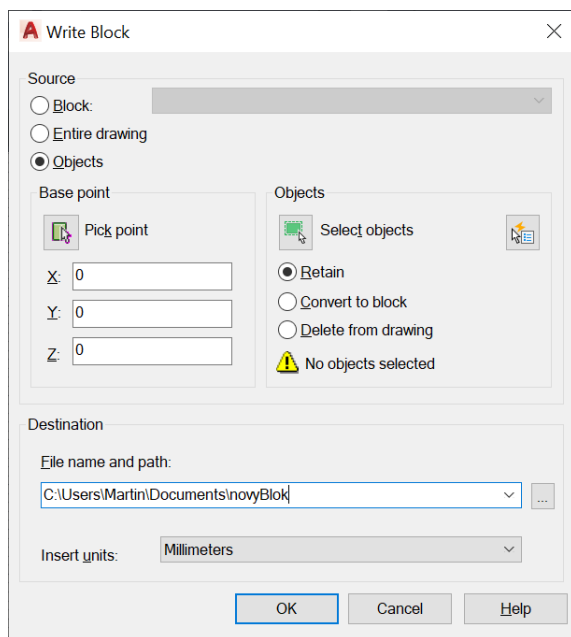 Write Block
Source
Block:
Entire drawing
Objects
Base point
Pick point
X: 0
Y: 0
Z: 0
Objects
Select objects
Retain
Convert to block
Delete from drawing
No objects selected
Destination
File name and path:
C:\Users\Martin\Documents\novyBlok
...
Insert units: Millimeters
OK Cancel Help